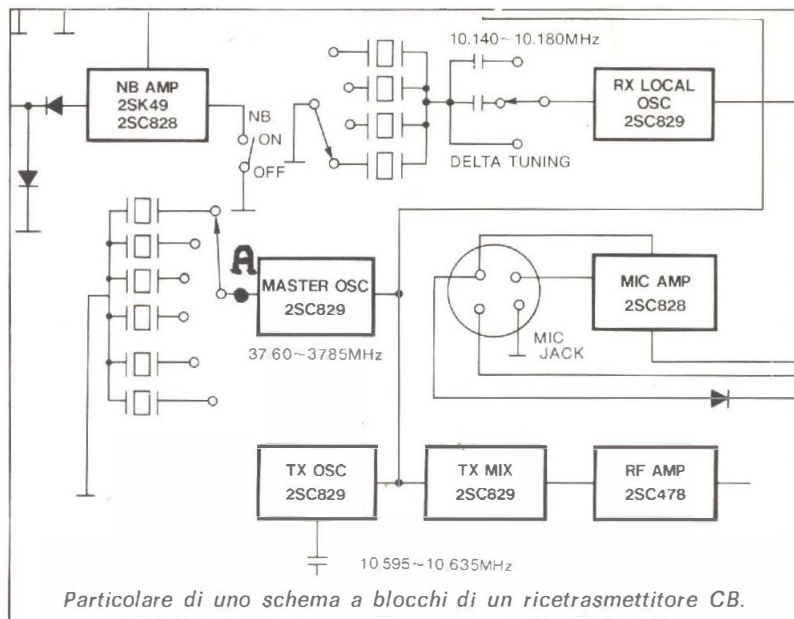 10.140~10.180MHz
NB AMP
2SK49
2SC828
NB
ON
OFF
RX LOCAL
OSC
2SC829
DELTA TUNING
A
MASTER OSC
2SC829
37.60~3785MHz
MIC AMP
2SC828
MIC
JACK
TX OSC
2SC829
TX MIX
2SC829
RF AMP
2SC478
10.595~10.635MHz
Particolare di uno schema a blocchi di un ricetrasmettitore CB.